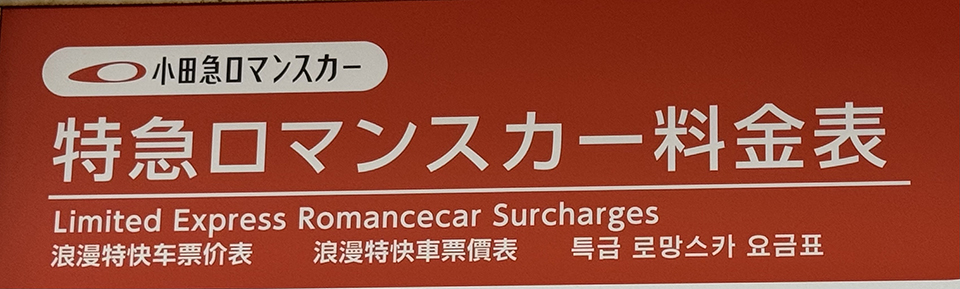 小田急ロマンスカー
特急ロマンスカー料金表
Limited Express Romancecar Surcharges
浪漫特快车票价表 浪漫特快車票價表 특급 로망스카 요금표